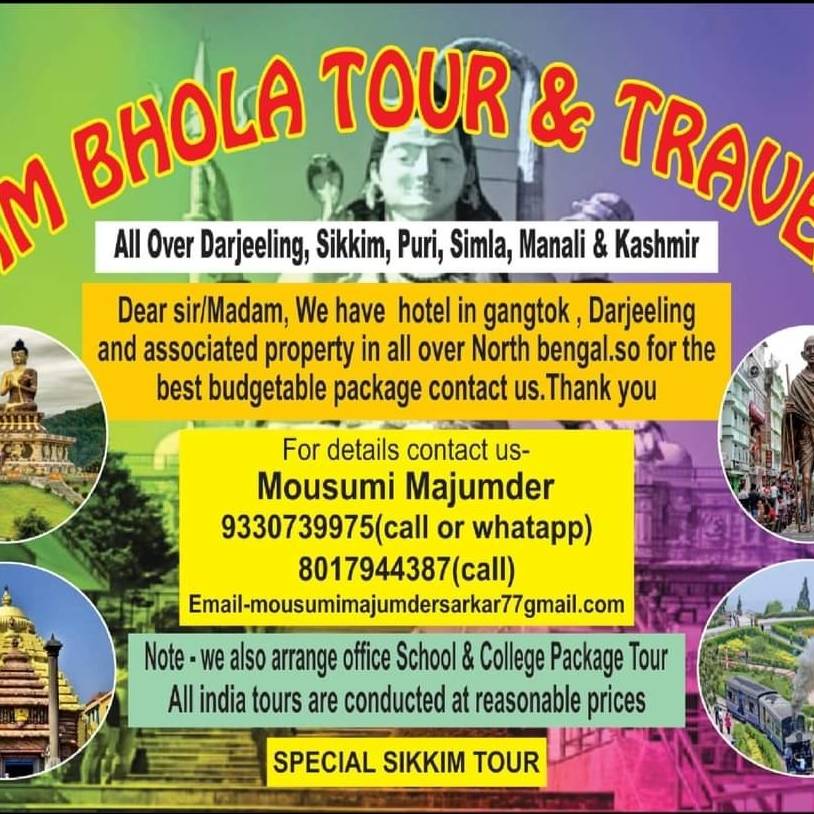 IM BHOLA TOUR & TRAVE
All Over Darjeeling, Sikkim, Puri, Simla, Manali & Kashmir
Dear sir/Madam, We have hotel in gangtok , Darjeeling
and associated property in all over North bengal.so for the
best budgetable package contact us.Thank you
For details contact us-
Mousumi Majumder
9330739975(call or whatapp)
8017944387(call)
Email-mousumimajumdersarkar77gmail.com
Note - we also arrange office School & College Package Tour
All india tours are conducted at reasonable prices
SPECIAL SIKKIM TOUR